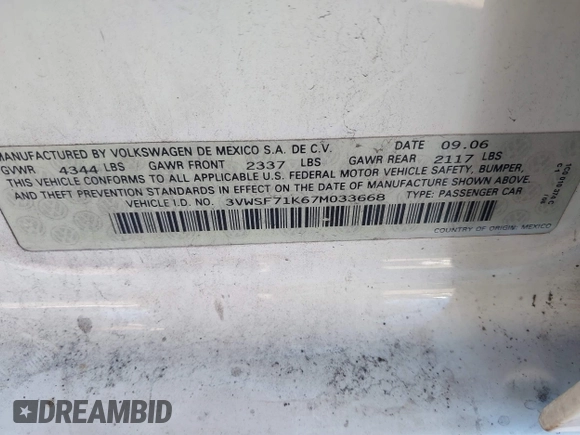 MANUFACTURED BY VOLKSWAGEN DE MEXICO S.A. DE C.V. DATE 09.06
GVWR 4344 LBS GAWR FRONT 2337 LBS GAWR REAR 2117 LBS
THIS VEHICLE CONFORMS TO ALL APPLICABLE U.S. FEDERAL MOTOR VEHICLE SAFETY, BUMPER,
AND THEFT PREVENTION STANDARDS IN EFFECT ON THE DATE OF MANUFACTURE SHOWN ABOVE.
VEHICLE I.D. NO. 3VWSF71K67M033668 TYPE: PASSENGER CAR
COUNTRY OF ORIGIN: MEXICO
DREAMBID